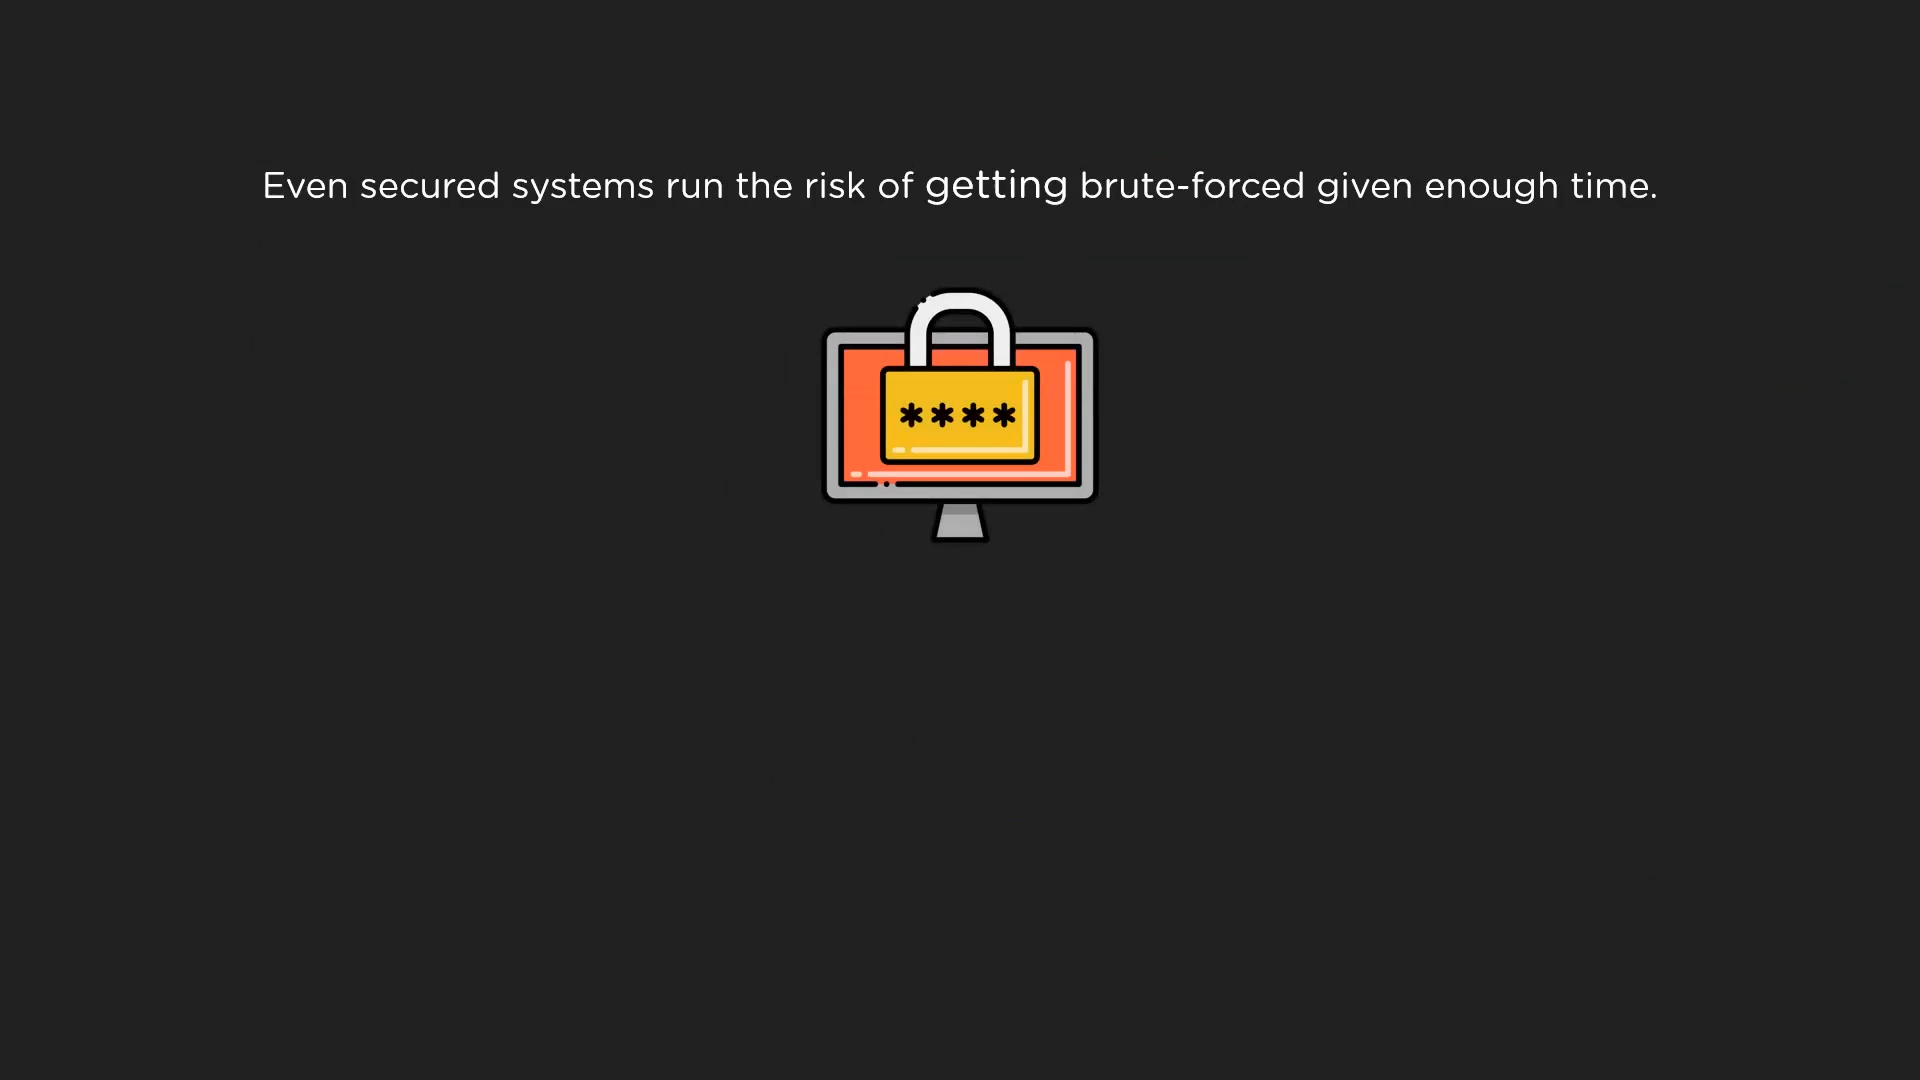 Even secured systems run the risk of getting brute-forced given enough time.
****